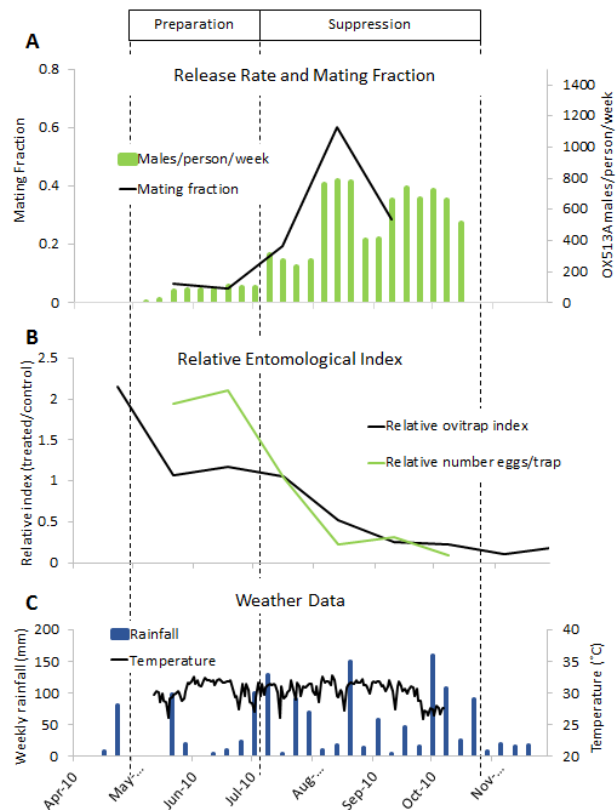 Preparation Suppression
A
Release Rate and Mating Fraction
Mating Fraction
0.8
0.6
0.4
0.2
0
Males/person/week
Mating fraction
1400
1200
1000
800
600
400
200
0
OX513A males/person/week
B
Relative Entomological Index
Relative index (treated/control)
2.5
2
1.5
1
0.5
0
Relative ovitrap index
Relative number eggs/trap
C
Weather Data
Weekly rainfall (mm)
200
150
100
50
0
Rainfall
Temperature
40
35
30
25
20
Temperature (˚C)
Apr-10 May-... Jun-10 Jul-10 Aug-... Sep-10 Oct-10 Nov-...